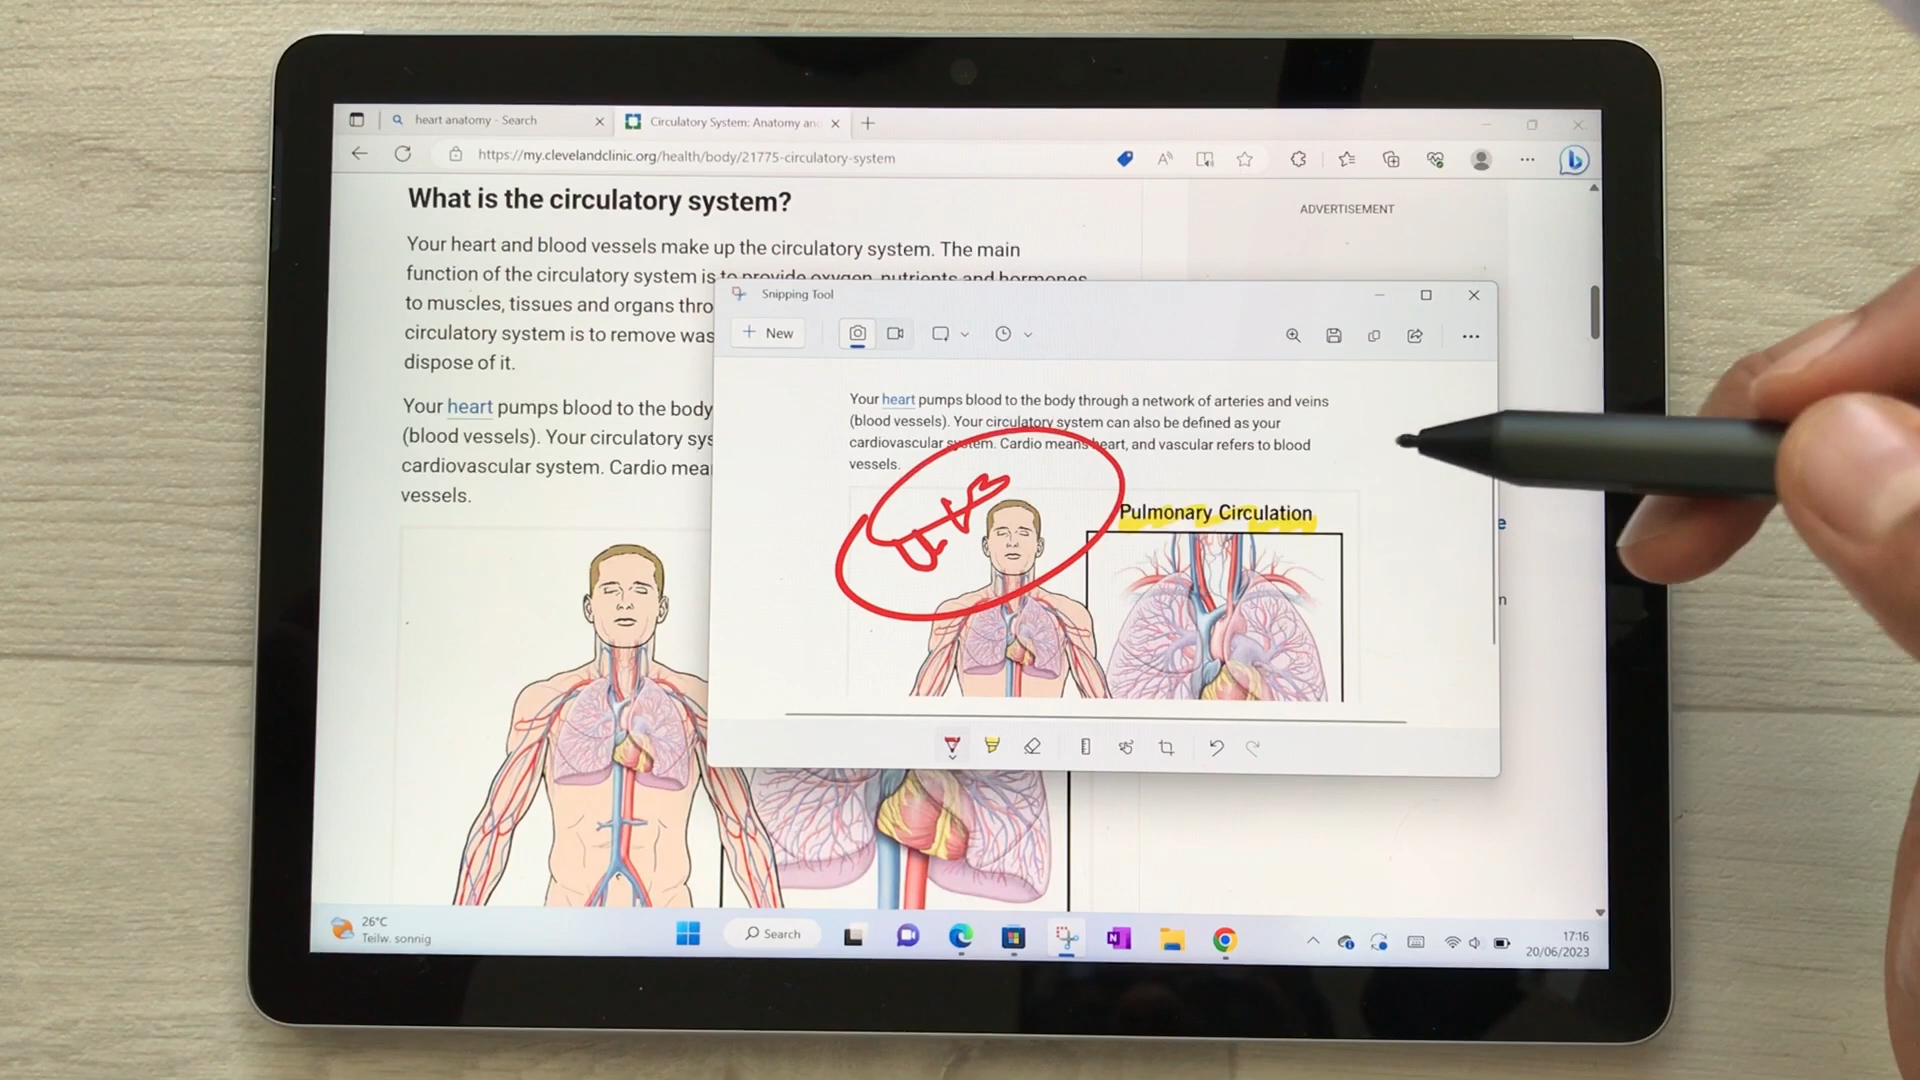 heart anatomy - Search
Circulatory System: Anatomy and
https://my.clevelandclinic.org/health/body/21775-circulatory-system
What is the circulatory system?
ADVERTISEMENT
Your heart and blood vessels make up the circulatory system. The main
function of the circulatory system is to provide oxygen, nutrients and hormones
to muscles, tissues and organs thro
circulatory system is to remove was
dispose of it.
Your heart pumps blood to the body
(blood vessels). Your circulatory sys
cardiovascular system. Cardio mea
vessels.
Snipping Tool
New
Your heart pumps blood to the body through a network of arteries and veins
(blood vessels). Your circulatory system can also be defined as your
cardiovascular system. Cardio means heart, and vascular refers to blood
vessels.
Pulmonary Circulation
e
n
26°C
Teilw. sonnig
Search
N
17:16
20/06/2023